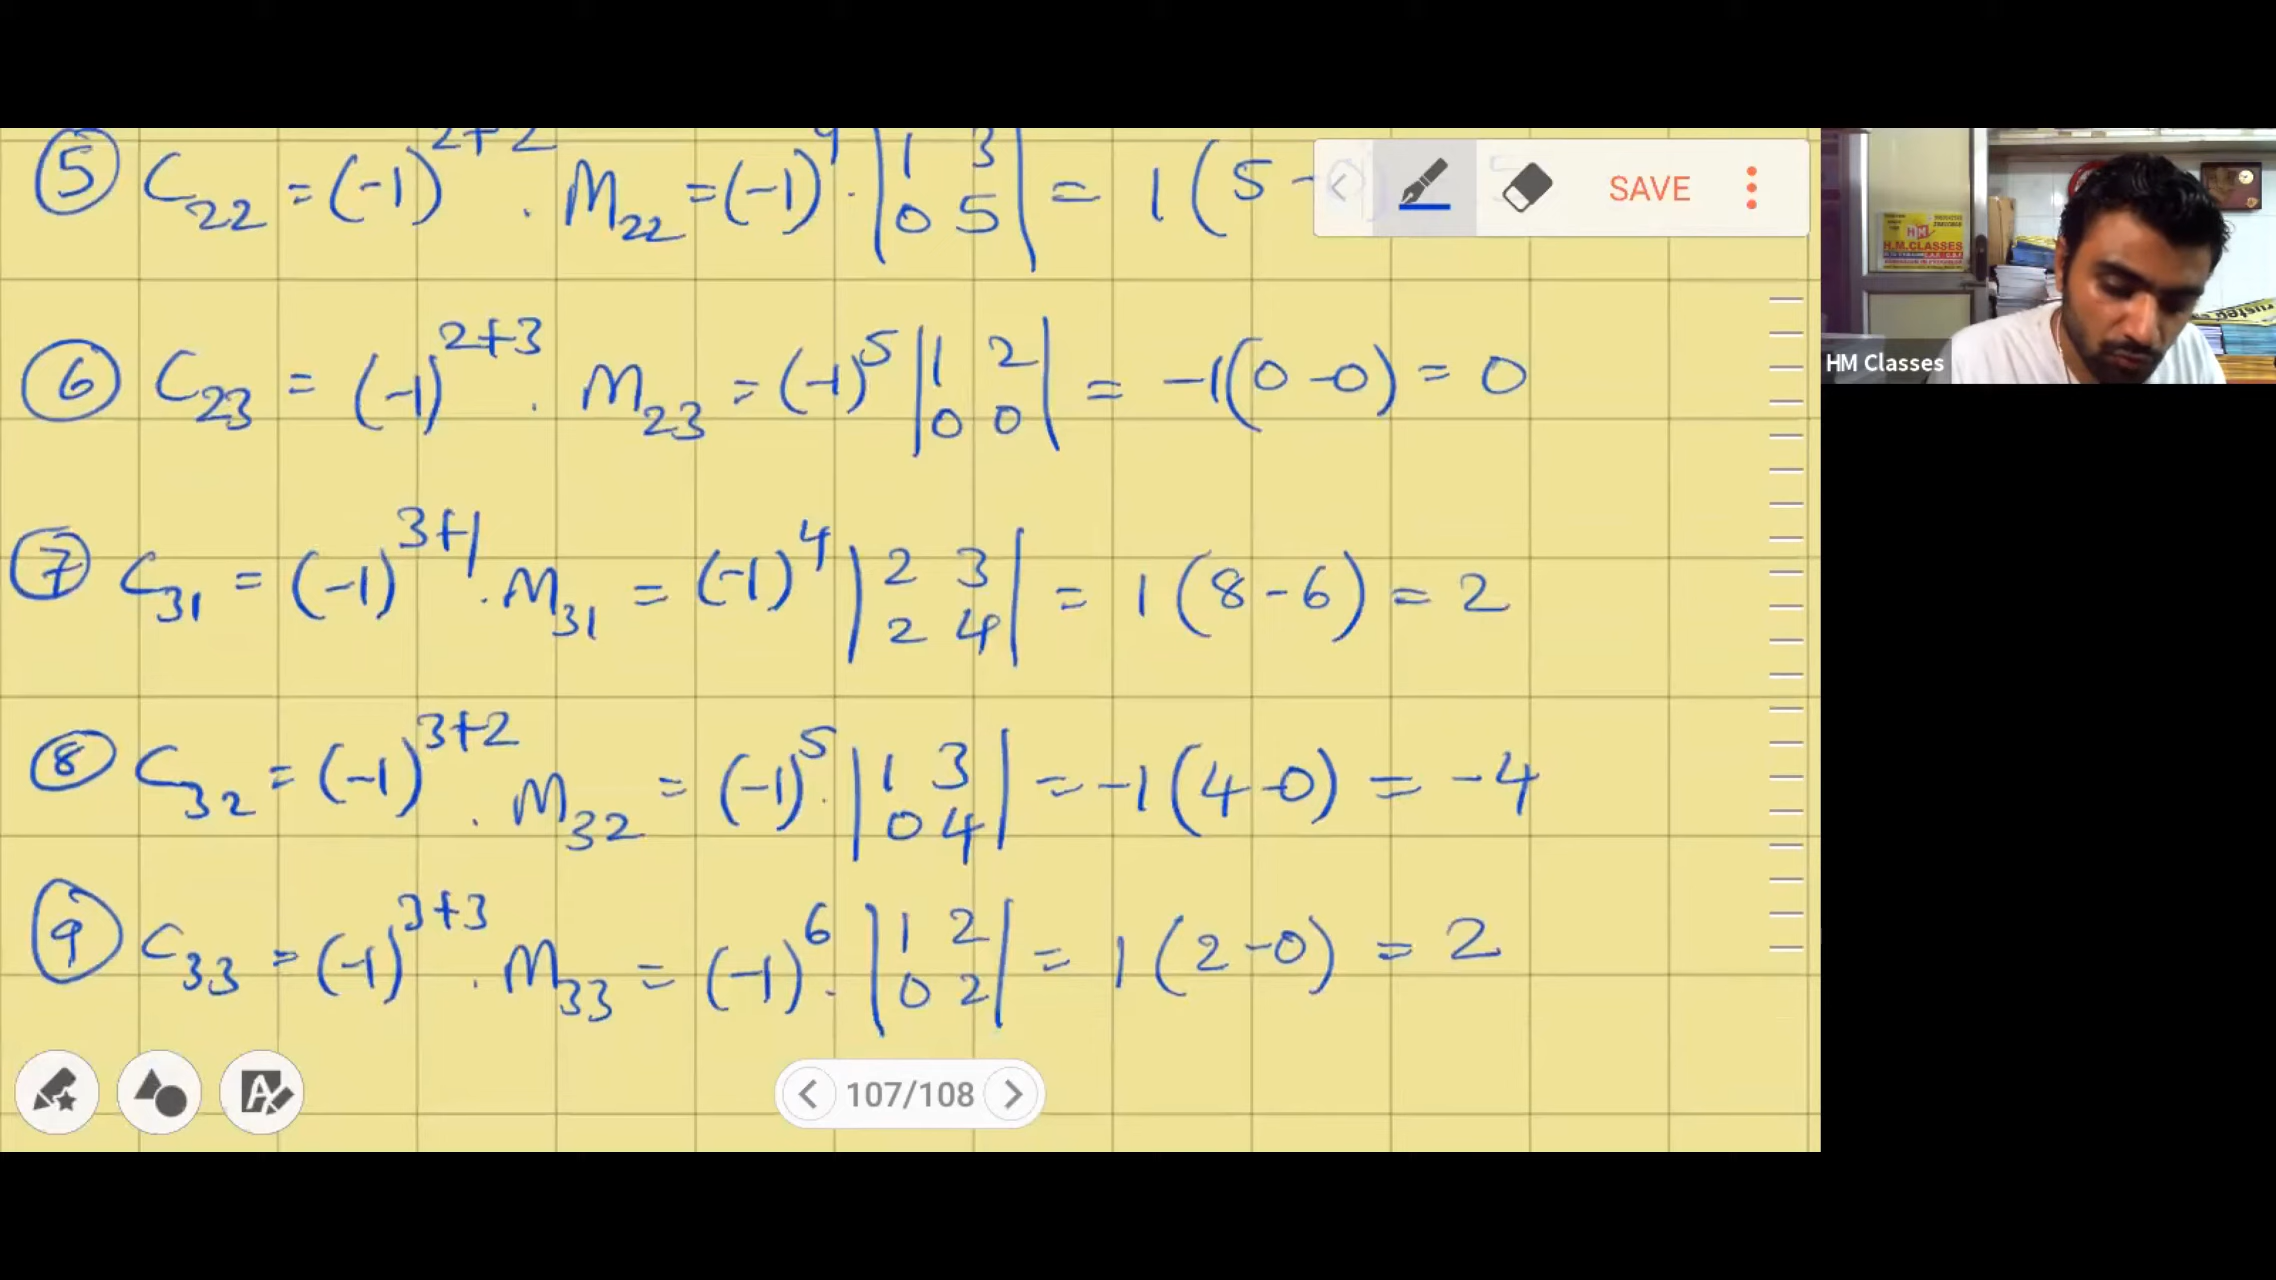 ⑤ C₂₂ = (-1)²⁺² . M₂₂ = (-1)⁴ . |1 3; 0 5| = 1(5 -
SAVE
⑥ C₂₃ = (-1)²⁺³ . M₂₃ = (-1)⁵ |1 2; 0 0| = -1(0-0) = 0
⑦ C₃₁ = (-1)³⁺¹ . M₃₁ = (-1)⁴ |2 3; 2 4| = 1(8-6) = 2
⑧ C₃₂ = (-1)³⁺² . M₃₂ = (-1)⁵ . |1 3; 0 4| = -1(4-0) = -4
⑨ C₃₃ = (-1)³⁺³ . M₃₃ = (-1)⁶ . |1 2; 0 2| = 1(2-0) = 2
107/108
HM
H.M.CLASSES
HM Classes